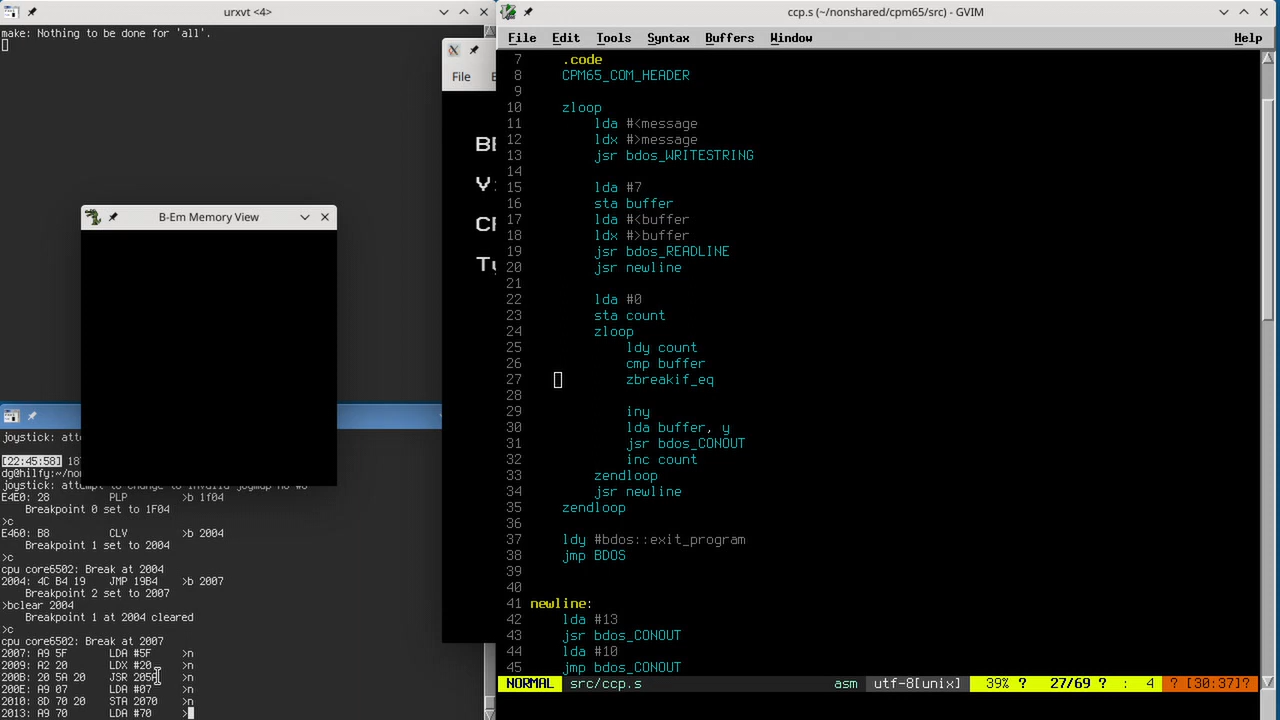 urxvt <4>
make: Nothing to be done for 'all'.
File
B-Em Memory View
joystick: att
[22:45:58] 18
dg@hilfy:~/no
joystick: attempt to change to invalid jogmap no #0
E4E0: 28 PLP >b 1f04
Breakpoint 0 set to 1F04
>c
E460: B8 CLV >b 2004
Breakpoint 1 set to 2004
>c
cpu core6502: Break at 2004
2004: 4C B4 19 JMP 19B4 >b 2007
Breakpoint 2 set to 2007
>bclear 2004
Breakpoint 1 at 2004 cleared
>c
cpu core6502: Break at 2007
2007: A9 5F LDA #5F >n
2009: A2 20 LDX #20 >n
200B: 20 5A 20 JSR 205A >n
200E: A9 07 LDA #07 >n
2010: 8D 70 20 STA 2070 >n
2013: A9 70 LDA #70 >
ccp.s (~/nonshared/cpm65/src) - GVIM
File Edit Tools Syntax Buffers Window Help
7 .code
8 CPM65_COM_HEADER
9
10 zloop
11 lda #<message
12 ldx #>message
13 jsr bdos_WRITESTRING
14
15 lda #7
16 sta buffer
17 lda #<buffer
18 ldx #>buffer
19 jsr bdos_READLINE
20 jsr newline
21
22 lda #0
23 sta count
24 zloop
25 ldy count
26 cmp buffer
27 zbreakif_eq
28
29 iny
30 lda buffer, y
31 jsr bdos_CONOUT
32 inc count
33 zendloop
34 jsr newline
35 zendloop
36
37 ldy #bdos::exit_program
38 jmp BDOS
39
40
41 newline:
42 lda #13
43 jsr bdos_CONOUT
44 lda #10
45 jmp bdos_CONOUT
NORMAL src/ccp.s asm utf-8[unix] 39% ? 27/69 ? : 4 ? [30:37]?